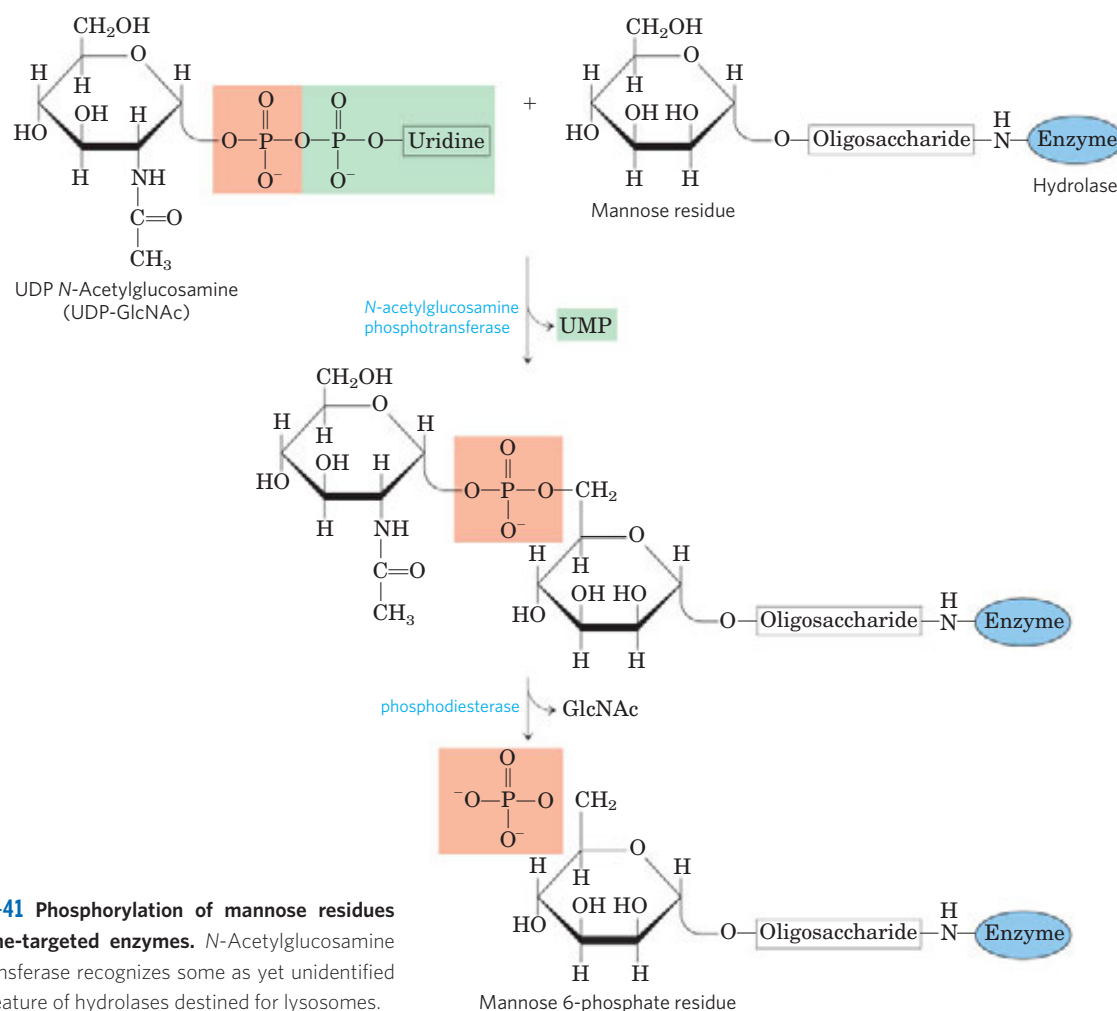 CH₂OH
O
H
H
H
OH
H
HO
H
NH
C=O
CH₃
O
O
O–P–O–P–O–Uridine
O⁻
O⁻
UDP N-Acetylglucosamine
(UDP-GlcNAc)
+
CH₂OH
O
H
H
H
OH HO
HO
H H
O–Oligosaccharide–N–Enzyme
H
Mannose residue
Hydrolase
N-acetylglucosamine
phosphotransferase
UMP
CH₂OH
O
H
H
H
OH
H
HO
H
NH
C=O
CH₃
O
O–P–O–CH₂
O⁻
O
H
H
H
OH HO
HO
H H
O–Oligosaccharide–N–Enzyme
H
phosphodiesterase
GlcNAc
O
⁻O–P–O CH₂
O⁻
O
H
H
H
OH HO
HO
H H
O–Oligosaccharide–N–Enzyme
H
Mannose 6-phosphate residue
-41 Phosphorylation of mannose residues
ne-targeted enzymes. N-Acetylglucosamine
nsferase recognizes some as yet unidentified
eature of hydrolases destined for lysosomes.